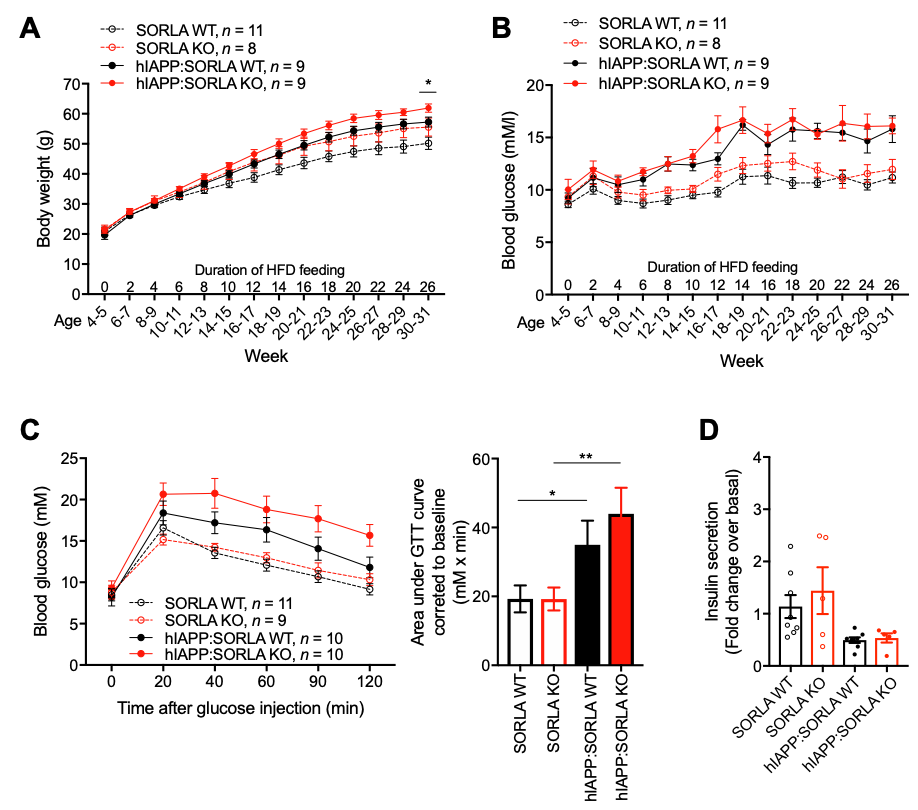 A
SORLA WT, n = 11
SORLA KO, n = 8
hIAPP:SORLA WT, n = 9
hIAPP:SORLA KO, n = 9
*
70
60
50
40
30
20
10
0
Body weight (g)
Duration of HFD feeding
0 2 4 6 8 10 12 14 16 18 20 22 24 26
Age 4-5 6-7 8-9 10-11 12-13 14-15 16-17 18-19 20-21 22-23 24-25 26-27 28-29 30-31
Week
B
SORLA WT, n = 11
SORLA KO, n = 8
hIAPP:SORLA WT, n = 9
hIAPP:SORLA KO, n = 9
20
15
10
5
0
Blood glucose (mM/l)
Duration of HFD feeding
0 2 4 6 8 10 12 14 16 18 20 22 24 26
Age 4-5 6-7 8-9 10-11 12-13 14-15 16-17 18-19 20-21 22-23 24-25 26-27 28-29 30-31
Week
C
25
20
15
10
5
0
Blood glucose (mM)
SORLA WT, n = 11
SORLA KO, n = 9
hIAPP:SORLA WT, n = 10
hIAPP:SORLA KO, n = 10
0 20 40 60 90 120
Time after glucose injection (min)
Area under GTT curve
correted to baseline
(mM x min)
60
40
20
0
*
**
SORLA WT
SORLA KO
hIAPP:SORLA WT
hIAPP:SORLA KO
D
Insulin secretion
(Fold change over basal)
4
3
2
1
0
SORLA WT
SORLA KO
hIAPP:SORLA WT
hIAPP:SORLA KO